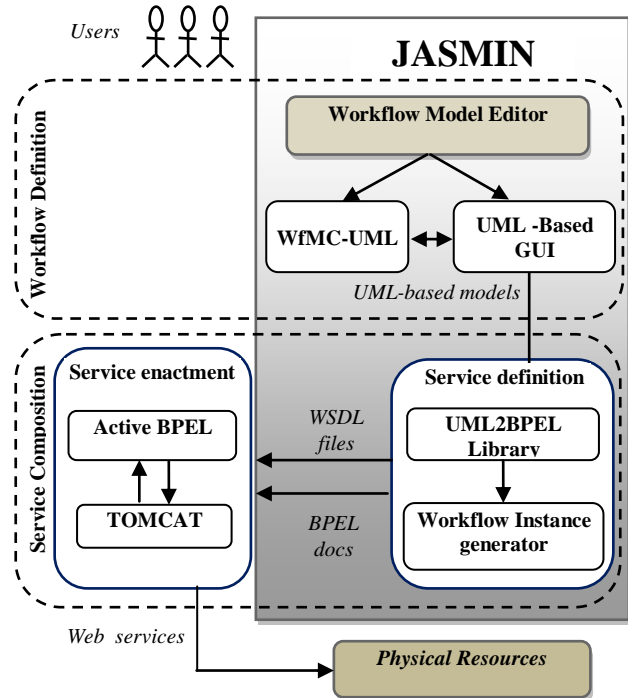 Users
JASMIN
Workflow Definition
Workflow Model Editor
WfMC-UML
UML -Based
GUI
UML-based models
Service Composition
Service enactment
Active BPEL
TOMCAT
WSDL
files
BPEL
docs
Service definition
UML2BPEL
Library
Workflow Instance
generator
Web services
Physical Resources